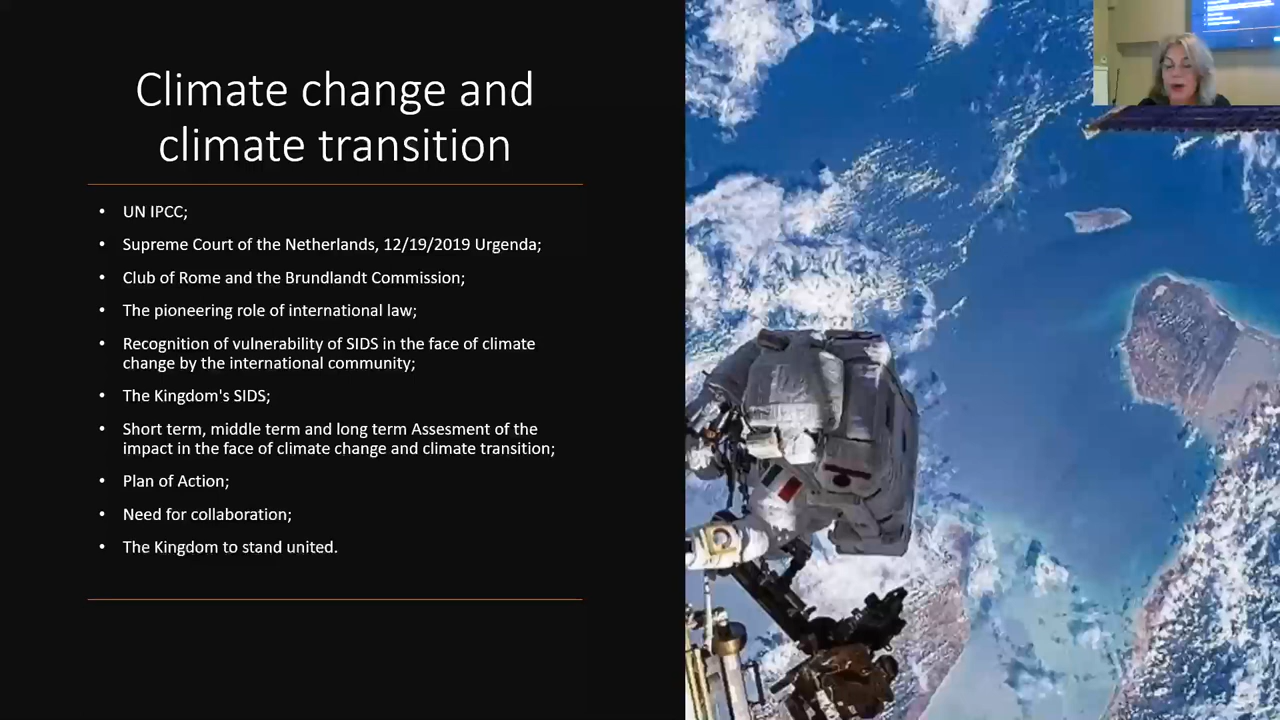 Climate change and
climate transition
• UN IPCC;
• Supreme Court of the Netherlands, 12/19/2019 Urgenda;
• Club of Rome and the Brundlandt Commission;
• The pioneering role of international law;
• Recognition of vulnerability of SIDS in the face of climate
change by the international community;
• The Kingdom's SIDS;
• Short term, middle term and long term Assesment of the
impact in the face of climate change and climate transition;
• Plan of Action;
• Need for collaboration;
• The Kingdom to stand united.